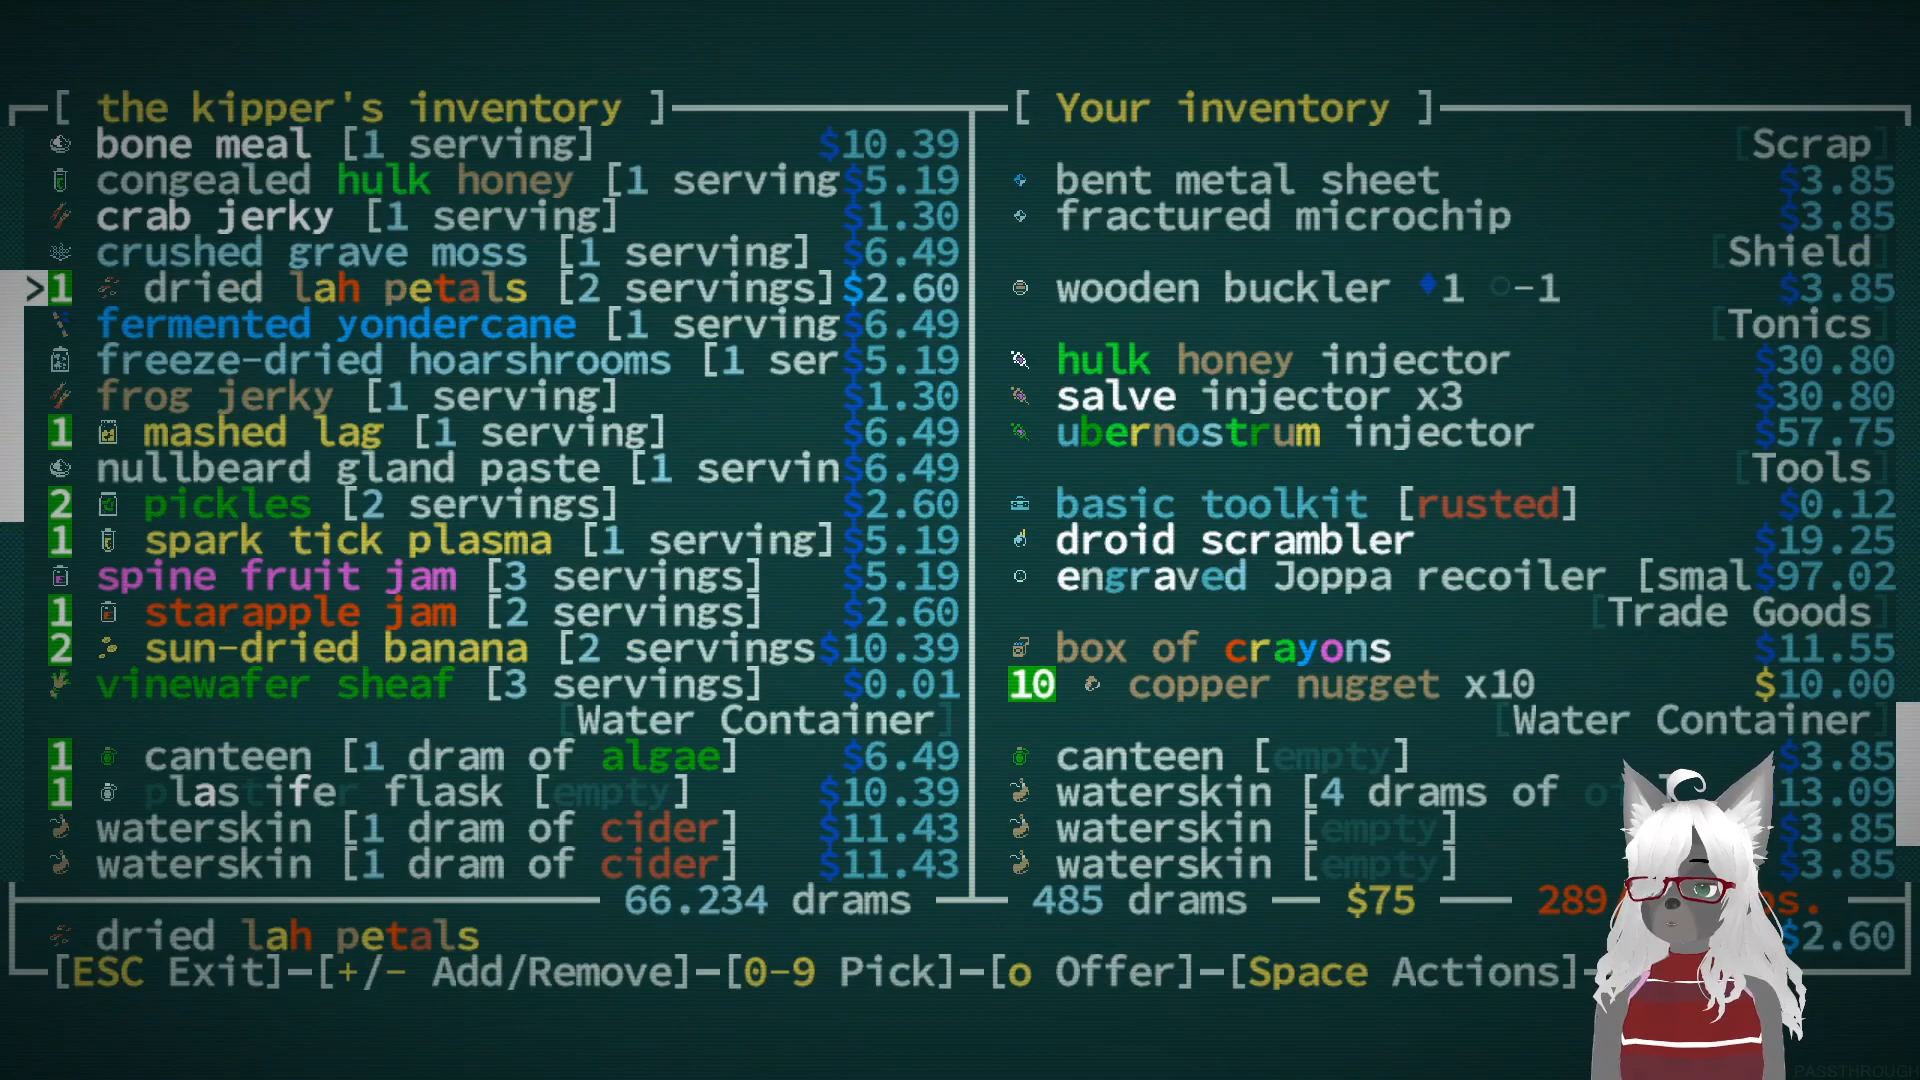 [ the kipper's inventory ]
bone meal [1 serving] $10.39
congealed hulk honey [1 serving $5.19
crab jerky [1 serving] $1.30
crushed grave moss [1 serving] $6.49
>1 dried lah petals [2 servings] $2.60
fermented yondercane [1 serving $6.49
freeze-dried hoarshrooms [1 ser $5.19
frog jerky [1 serving] $1.30
1 mashed lag [1 serving] $6.49
nullbeard gland paste [1 servin $6.49
2 pickles [2 servings] $2.60
1 spark tick plasma [1 serving] $5.19
spine fruit jam [3 servings] $5.19
1 starapple jam [2 servings] $2.60
2 sun-dried banana [2 servings $10.39
vinewafer sheaf [3 servings] $0.01
[Water Container]
1 canteen [1 dram of algae] $6.49
1 plastifer flask [empty] $10.39
waterskin [1 dram of cider] $11.43
waterskin [1 dram of cider] $11.43
66.234 drams
[ Your inventory ]
[Scrap]
bent metal sheet $3.85
fractured microchip $3.85
[Shield]
wooden buckler ♦1 ○-1 $3.85
[Tonics]
hulk honey injector $30.80
salve injector x3 $30.80
ubernostrum injector $57.75
[Tools]
basic toolkit [rusted] $0.12
droid scrambler $19.25
engraved Joppa recoiler [smal $97.02
[Trade Goods]
box of crayons $11.55
10 copper nugget x10 $10.00
[Water Container]
canteen [empty] $3.85
waterskin [4 drams of 13.09
waterskin [empty] $3.85
waterskin [empty] $3.85
485 drams $75 289
dried lah petals $2.60
[ESC Exit]-[+/- Add/Remove]-[0-9 Pick]-[o Offer]-[Space Actions]
PASSTHROUGH